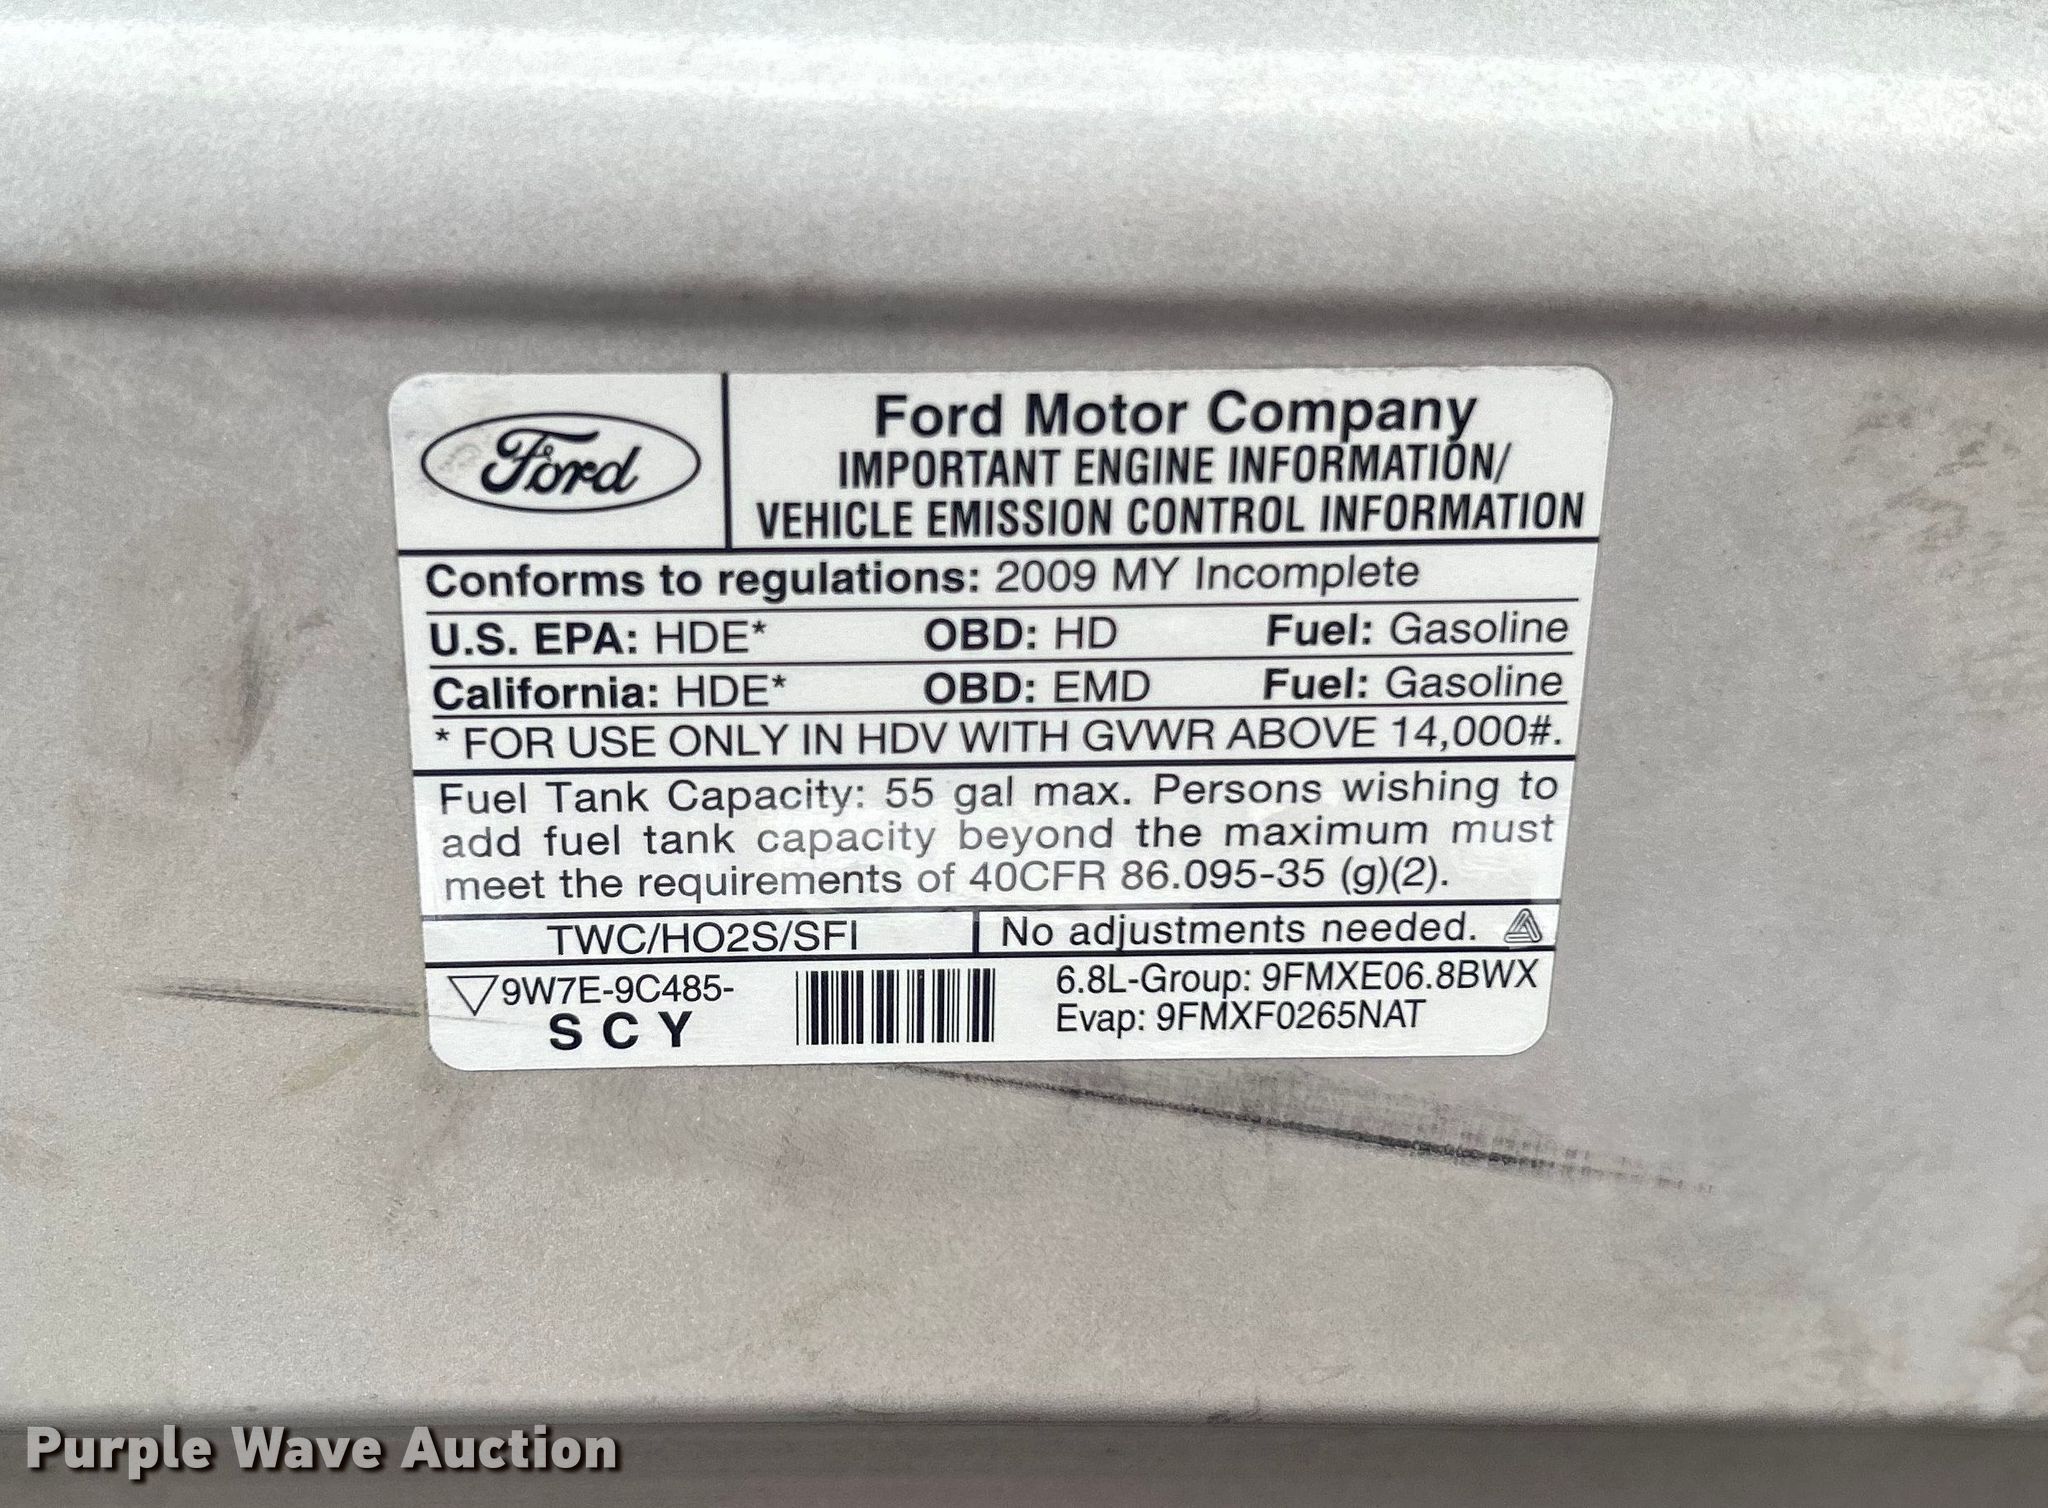 Ford
Ford Motor Company
IMPORTANT ENGINE INFORMATION/
VEHICLE EMISSION CONTROL INFORMATION
Conforms to regulations: 2009 MY Incomplete
U.S. EPA: HDE* OBD: HD Fuel: Gasoline
California: HDE* OBD: EMD Fuel: Gasoline
* FOR USE ONLY IN HDV WITH GVWR ABOVE 14,000#.
Fuel Tank Capacity: 55 gal max. Persons wishing to
add fuel tank capacity beyond the maximum must
meet the requirements of 40CFR 86.095-35 (g)(2).
TWC/HO2S/SFI No adjustments needed.
9W7E-9C485-
SCY
6.8L-Group: 9FMXE06.8BWX
Evap: 9FMXF0265NAT
Purple Wave Auction